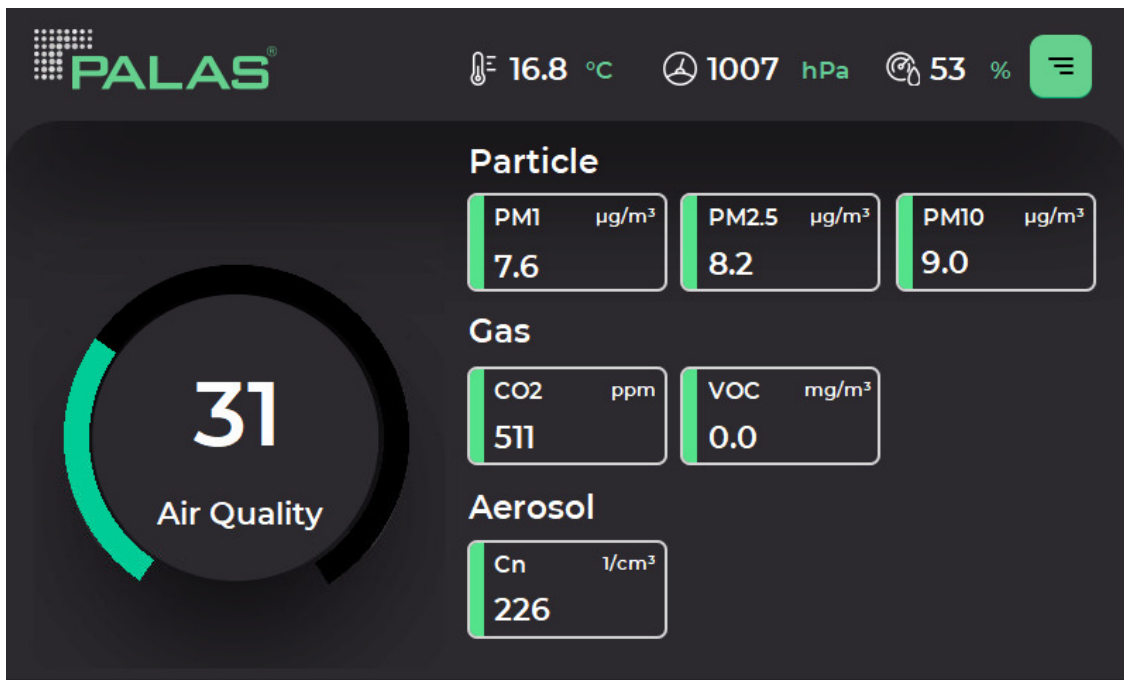 PALAS®
16.8 °C 1007 hPa 53 %
Particle
PM1 µg/m³
7.6
PM2.5 µg/m³
8.2
PM10 µg/m³
9.0
Gas
CO2 ppm
511
VOC mg/m³
0.0
31
Air Quality
Aerosol
Cn 1/cm³
226